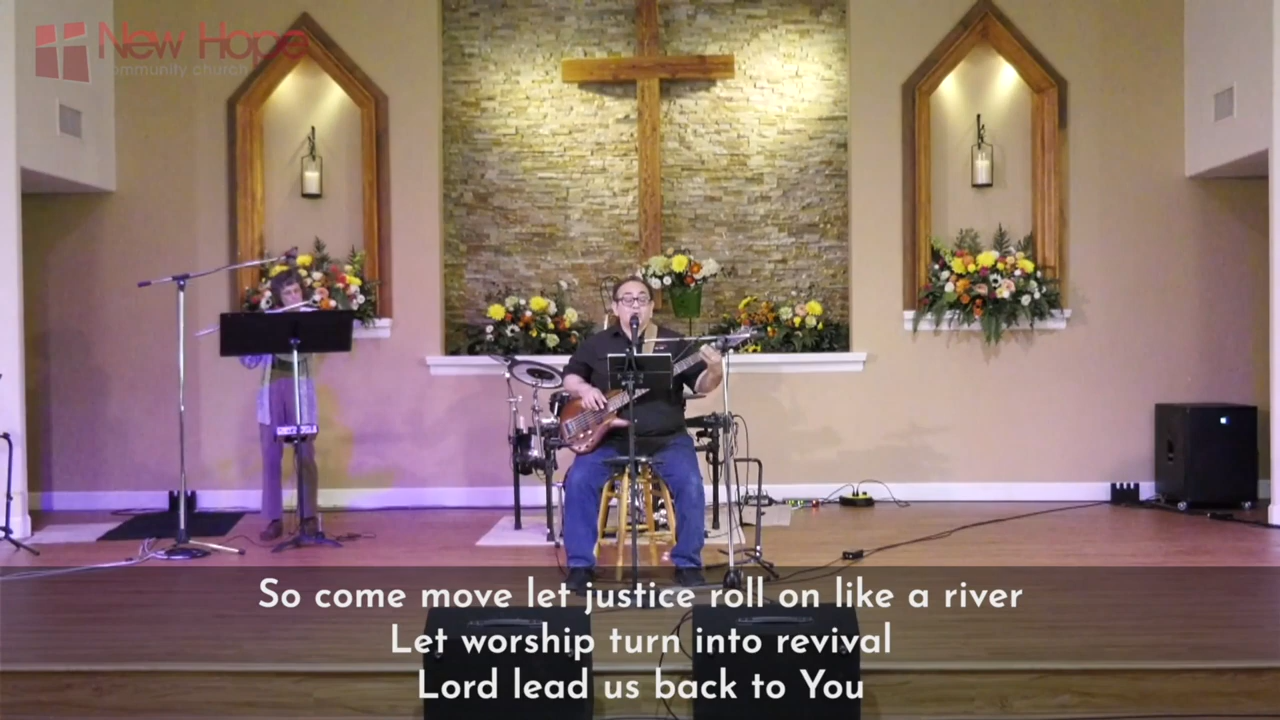 New Hope
community church
So come move let justice roll on like a river
Let worship turn into revival
Lord lead us back to You